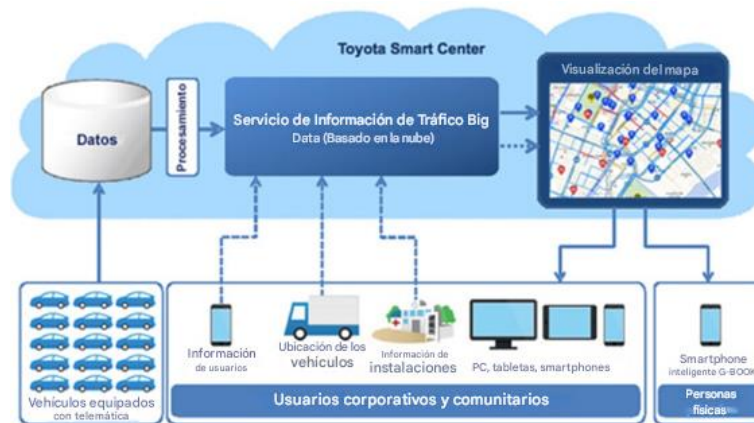 Toyota Smart Center
Visualización del mapa
Datos
Procesamiento
Servicio de Información de Tráfico Big
Data (Basado en la nube)
Información
de usuarios
Ubicación de los
vehículos
Información de
instalaciones
PC, tabletas, smartphones
Smartphone
inteligente G-BOOK
Vehículos equipados
con telemática
Usuarios corporativos y comunitarios
Personas
físicas